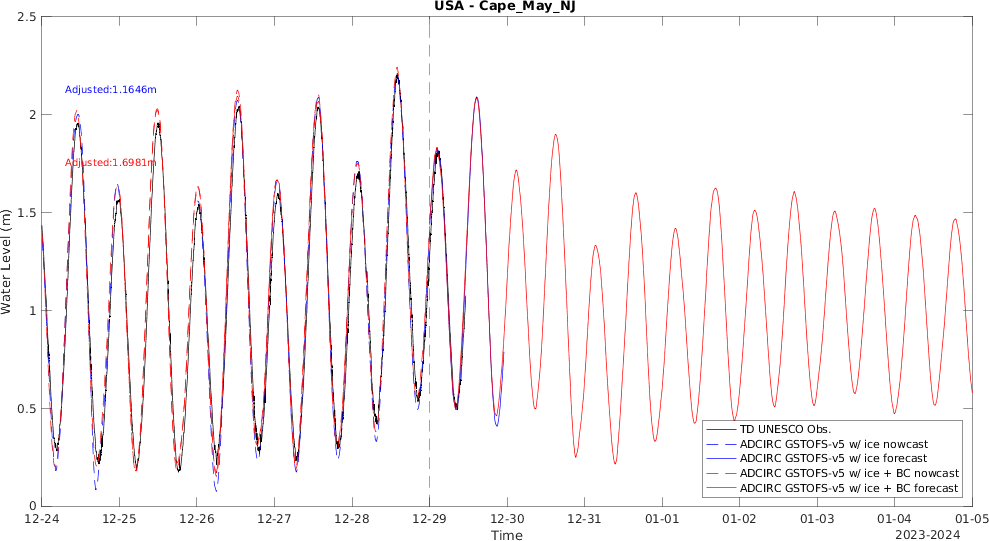 USA - Cape_May_NJ
2.5
Adjusted:1.1646m
2
Adjusted:1.6981m
1.5
Water Level (m)
1
0.5
TD UNESCO Obs.
ADCIRC GSTOFS-v5 w/ ice nowcast
ADCIRC GSTOFS-v5 w/ ice forecast
ADCIRC GSTOFS-v5 w/ ice + BC nowcast
ADCIRC GSTOFS-v5 w/ ice + BC forecast
0
12-24 12-25 12-26 12-27 12-28 12-29 12-30 12-31 01-01 01-02 01-03 01-04 01-05
Time
2023-2024